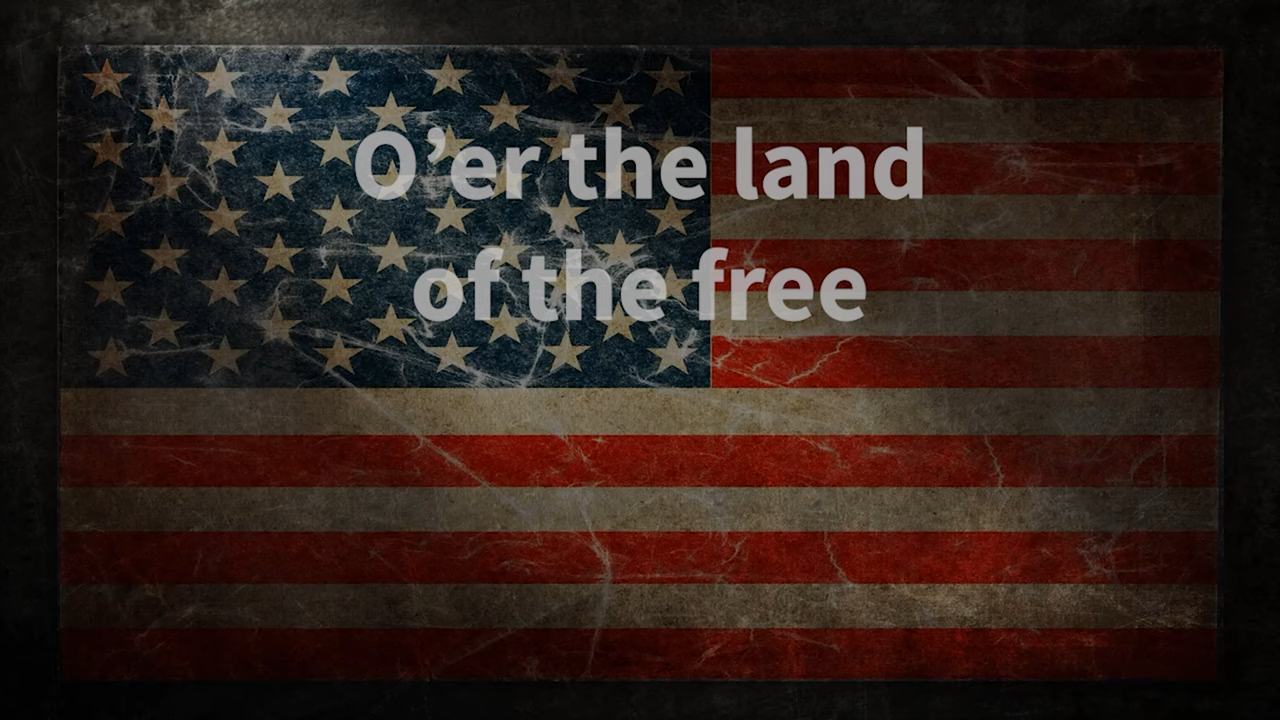 O’er the land
of the free